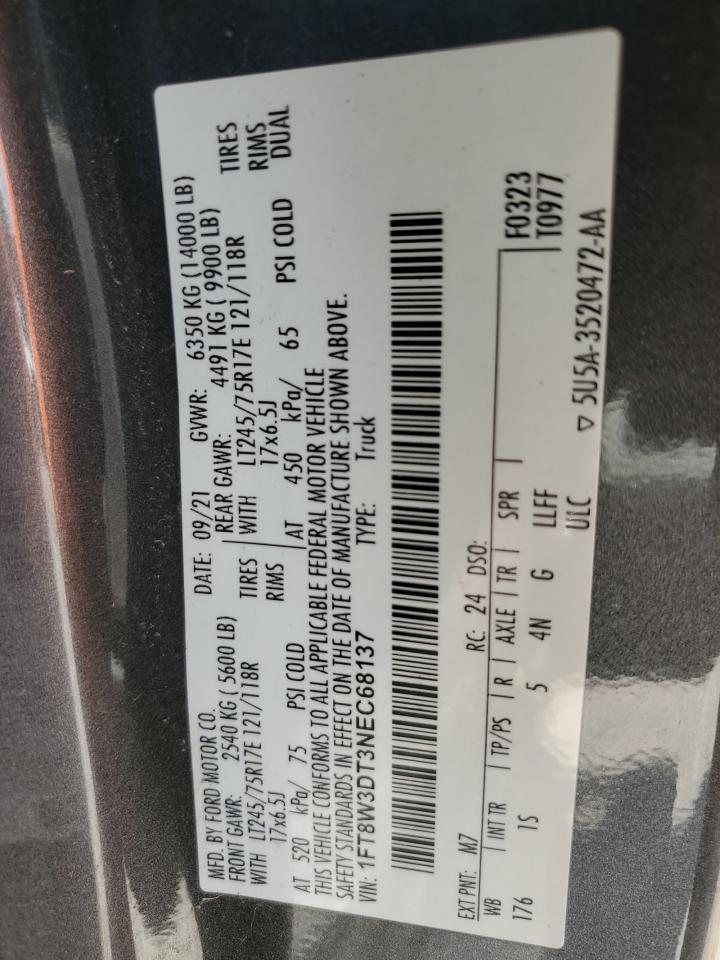 MFD. BY FORD MOTOR CO. DATE: 09/21 GVWR: 6350 KG (14000 LB)
FRONT GAWR: 2540 KG ( 5600 LB) REAR GAWR: 4491 KG ( 9900 LB)
WITH LT245/75R17E 121/118R TIRES WITH LT245/75R17E 121/118R TIRES
17x6.5J RIMS 17x6.5J RIMS
AT 520 kPa/ 75 PSI COLD AT 450 kPa/ 65 PSI COLD DUAL
THIS VEHICLE CONFORMS TO ALL APPLICABLE FEDERAL MOTOR VEHICLE
SAFETY STANDARDS IN EFFECT ON THE DATE OF MANUFACTURE SHOWN ABOVE.
VIN: 1FT8W3DT3NEC68137 TYPE: Truck
EXT PNT: M7 RC: 24 DSO: F0323
WB INT TR TP/PS R AXLE TR SPR T0977
176 1S 5 4N G LLFF
ULC ▽ 5U5A-3520472-AA